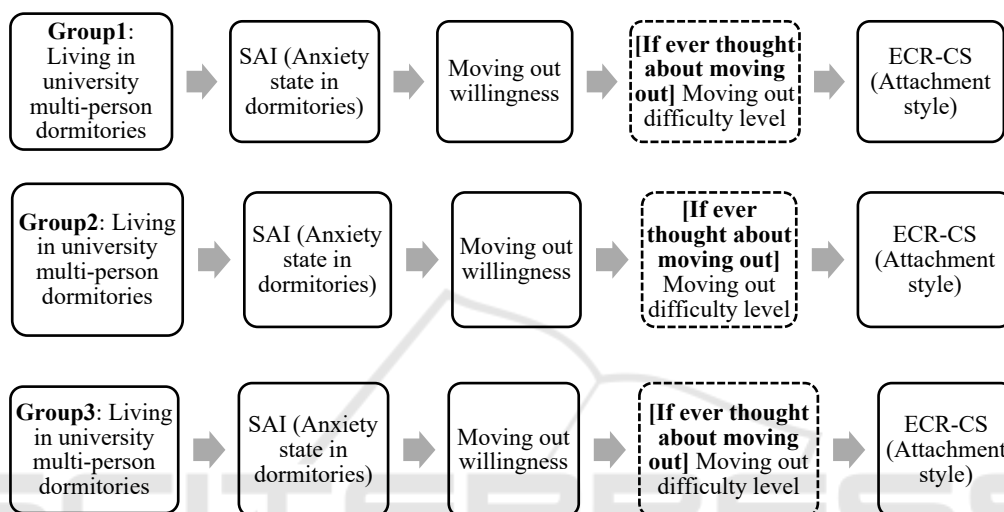 Group1:
Living in
university
multi-person
dormitories
SAI (Anxiety
state in
dormitories)
Moving out
willingness
[If ever thought
about moving
out] Moving out
difficulty level
ECR-CS
(Attachment
style)
Group2: Living
in university
multi-person
dormitories
SAI (Anxiety
state in
dormitories)
Moving out
willingness
[If ever
thought about
moving out]
Moving out
difficulty level
ECR-CS
(Attachment
style)
Group3: Living
in university
multi-person
dormitories
SAI (Anxiety
state in
dormitories)
Moving out
willingness
[If ever thought
about moving
out] Moving out
difficulty level
ECR-CS
(Attachment
style)